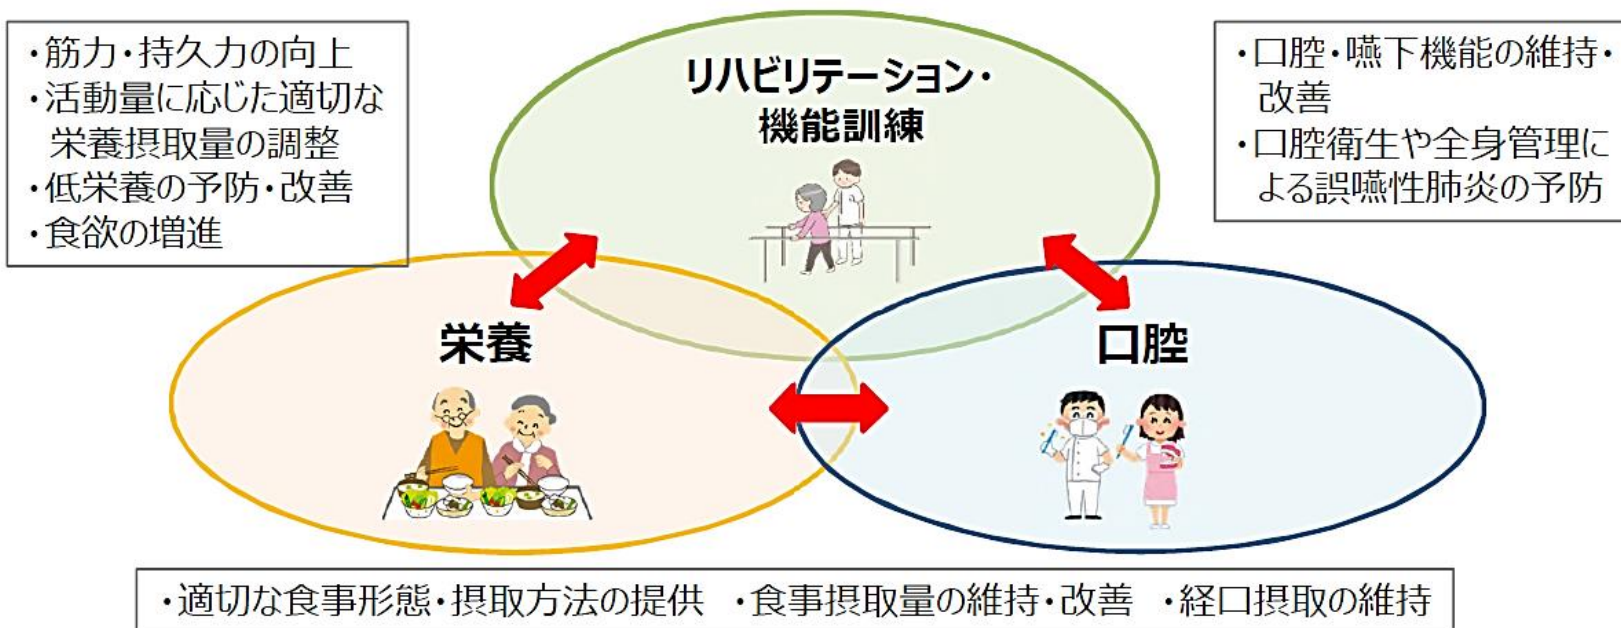 ・筋力・持久力の向上
・活動量に応じた適切な
栄養摂取量の調整
・低栄養の予防・改善
・食欲の増進
リハビリテーション・
機能訓練
・口腔・嚥下機能の維持・
改善
・口腔衛生や全身管理に
よる誤嚥性肺炎の予防
栄養
口腔
・適切な食事形態・摂取方法の提供　・食事摂取量の維持・改善　・経口摂取の維持